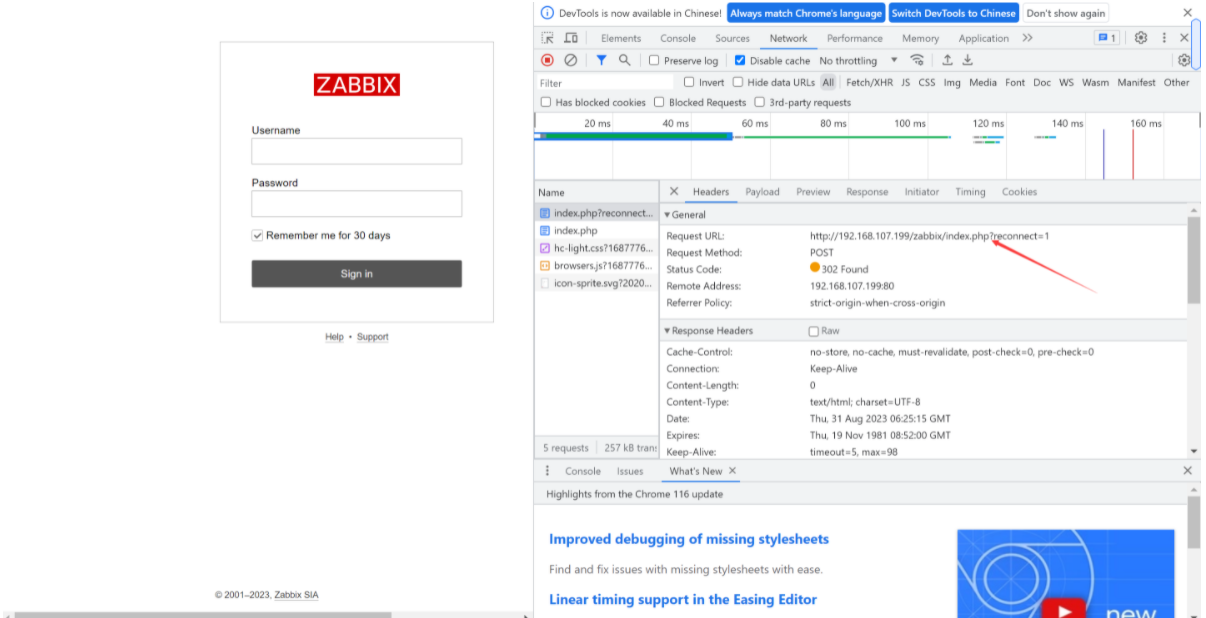 ZABBIX
Username
Password
Remember me for 30 days
Sign in
Help • Support
© 2001–2023, Zabbix SIA
DevTools is now available in Chinese! Always match Chrome's language Switch DevTools to Chinese Don't show again
Elements Console Sources Network Performance Memory Application 1
Preserve log Disable cache No throttling
Filter Invert Hide data URLs All Fetch/XHR JS CSS Img Media Font Doc WS Wasm Manifest Other
Has blocked cookies Blocked Requests 3rd-party requests
20 ms 40 ms 60 ms 80 ms 100 ms 120 ms 140 ms 160 ms
Name
index.php?reconnect...
index.php
hc-light.css?1687776...
browsers.js?1687776...
icon-sprite.svg?2020...
5 requests 257 kB trans
Headers Payload Preview Response Initiator Timing Cookies
General
Request URL: http://192.168.107.199/zabbix/index.php?reconnect=1
Request Method: POST
Status Code: 302 Found
Remote Address: 192.168.107.199:80
Referrer Policy: strict-origin-when-cross-origin
Response Headers Raw
Cache-Control: no-store, no-cache, must-revalidate, post-check=0, pre-check=0
Connection: Keep-Alive
Content-Length: 0
Content-Type: text/html; charset=UTF-8
Date: Thu, 31 Aug 2023 06:25:15 GMT
Expires: Thu, 19 Nov 1981 08:52:00 GMT
Keep-Alive: timeout=5, max=98
Console Issues What's New
Highlights from the Chrome 116 update
Improved debugging of missing stylesheets
Find and fix issues with missing stylesheets with ease.
Linear timing support in the Easing Editor
new